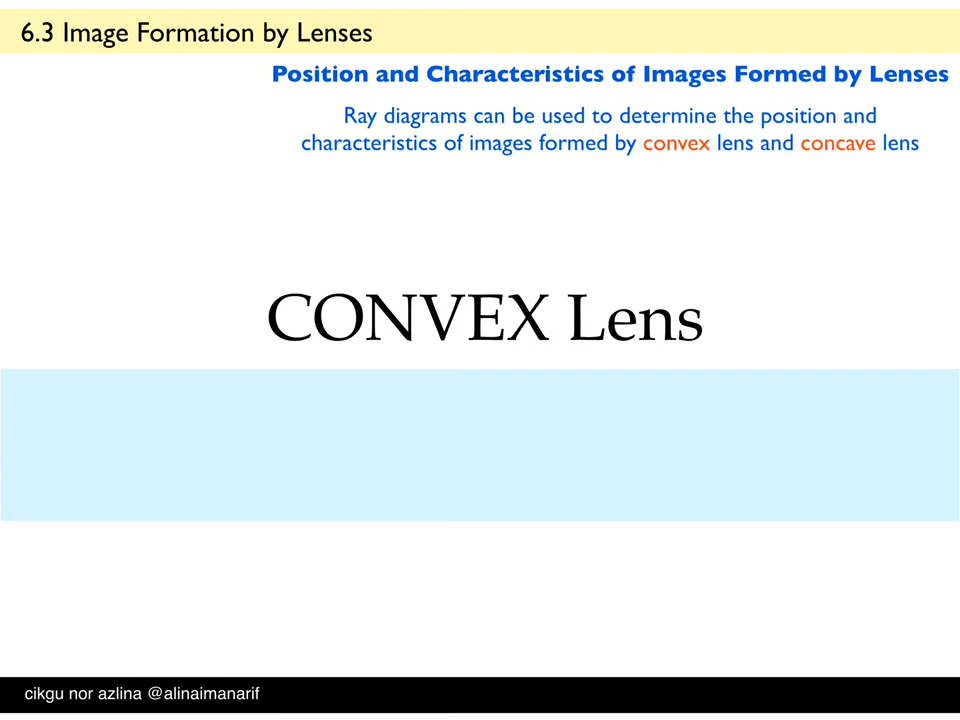 6.3 Image Formation by Lenses
Position and Characteristics of Images Formed by Lenses
Ray diagrams can be used to determine the position and
characteristics of images formed by convex lens and concave lens
CONVEX Lens
cikgu nor azlina @alinaimanarif